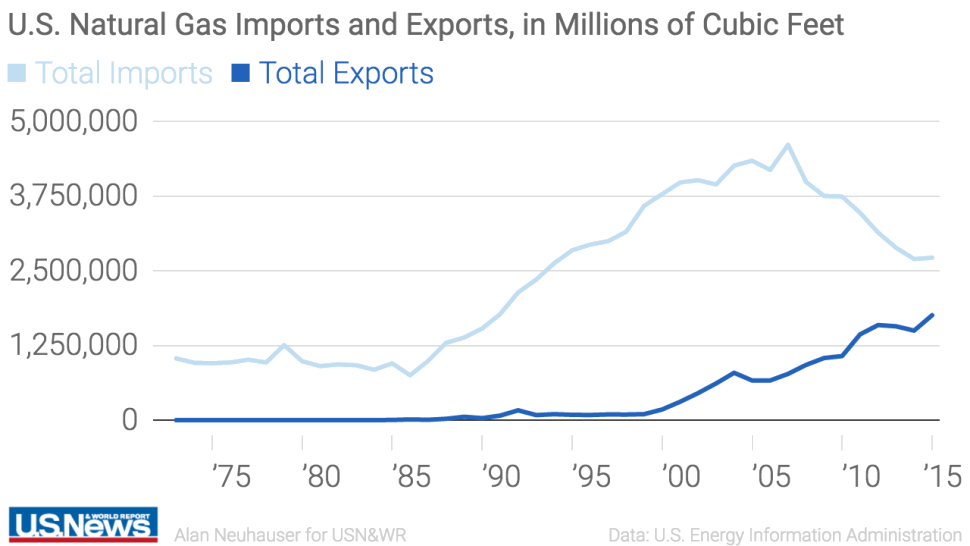 U.S. Natural Gas Imports and Exports, in Millions of Cubic Feet
Total Imports Total Exports
5,000,000
3,750,000
2,500,000
1,250,000
0
’75 ’80 ’85 ’90 ’95 ’00 ’05 ’10 ’15
U.S.News & WORLD REPORT
Alan Neuhauser for USN&WR
Data: U.S. Energy Information Administration